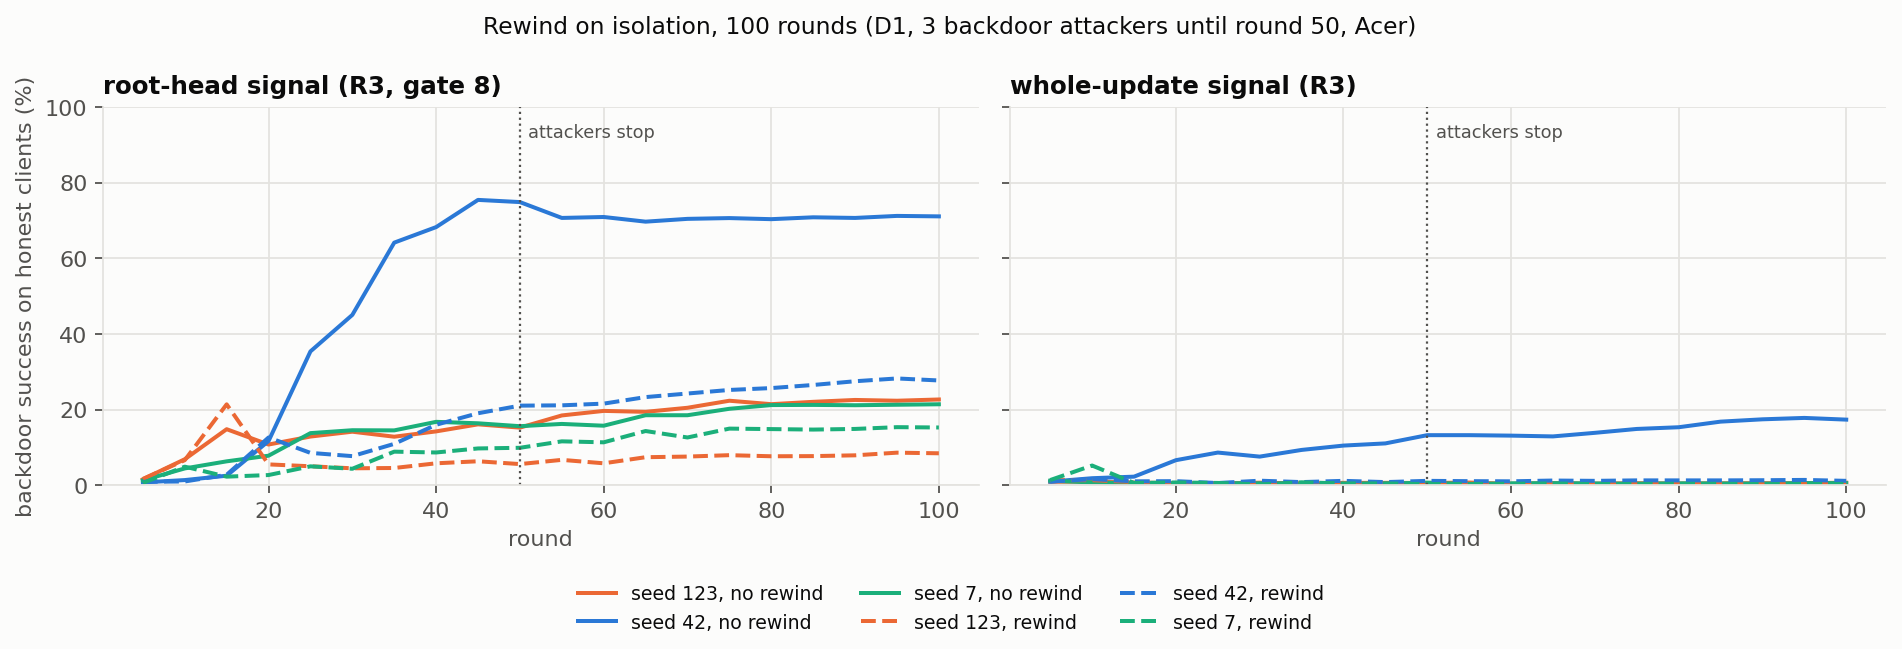 Rewind on isolation, 100 rounds (D1, 3 backdoor attackers until round 50, Acer)
root-head signal (R3, gate 8)
whole-update signal (R3)
backdoor success on honest clients (%)
100
80
60
40
20
0
attackers stop
attackers stop
20 40 60 80 100
20 40 60 80 100
round
round
seed 123, no rewind
seed 42, no rewind
seed 7, no rewind
seed 123, rewind
seed 42, rewind
seed 7, rewind